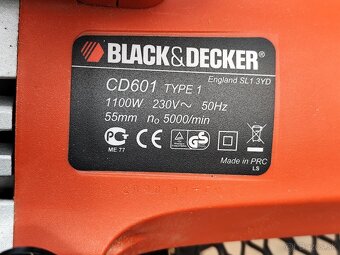 BLACK&DECKER
England SL1 3YD
CD601 TYPE 1
1100W 230V~ 50Hz
55mm n₀ 5000/min
ME 77
Made in PRC
LS